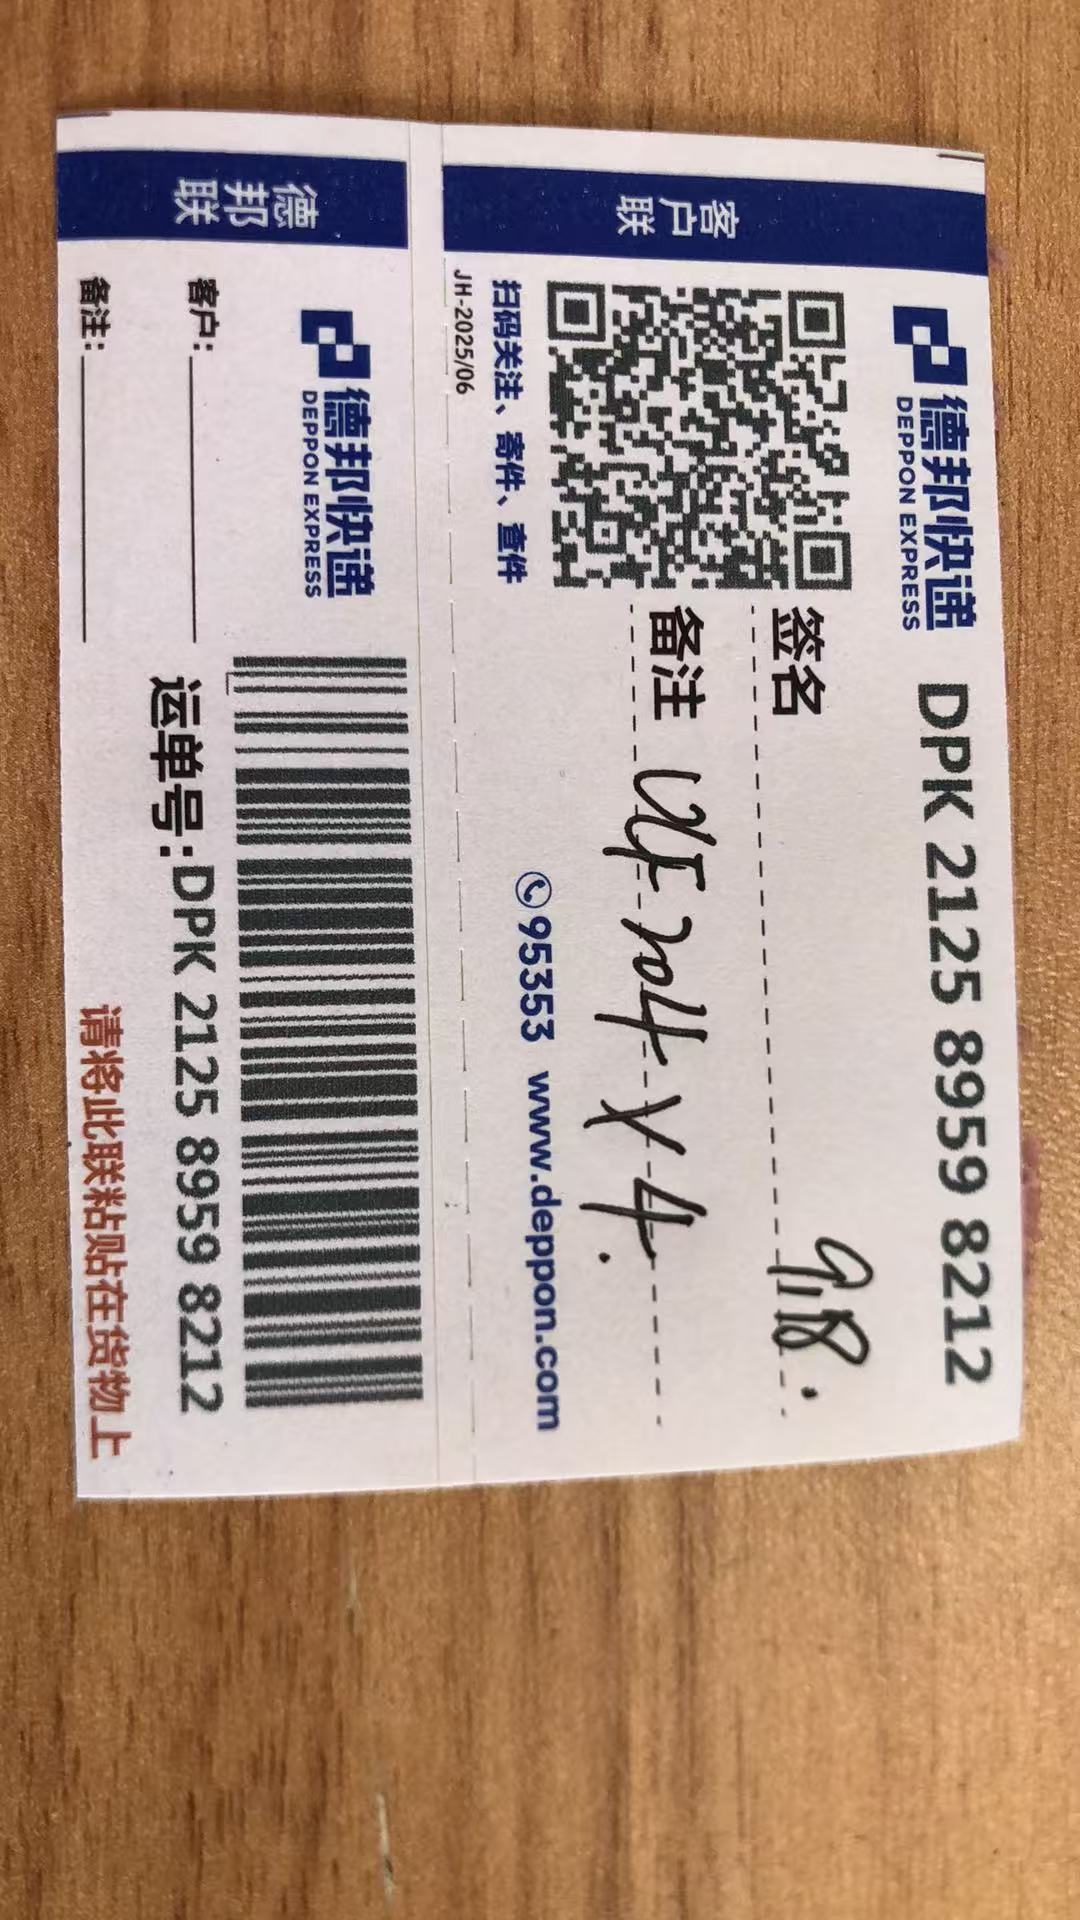 客户联
德邦快递
DEPPON EXPRESS
DPK 2125 8959 8212
签名
9.18.
备注 UE204 X 4.
扫码关注、寄件、查件
95353 www.deppon.com
JH-2025/06
德邦联
德邦快递
DEPPON EXPRESS
客户:
备注:
运单号:DPK 2125 8959 8212
请将此联粘贴在货物上